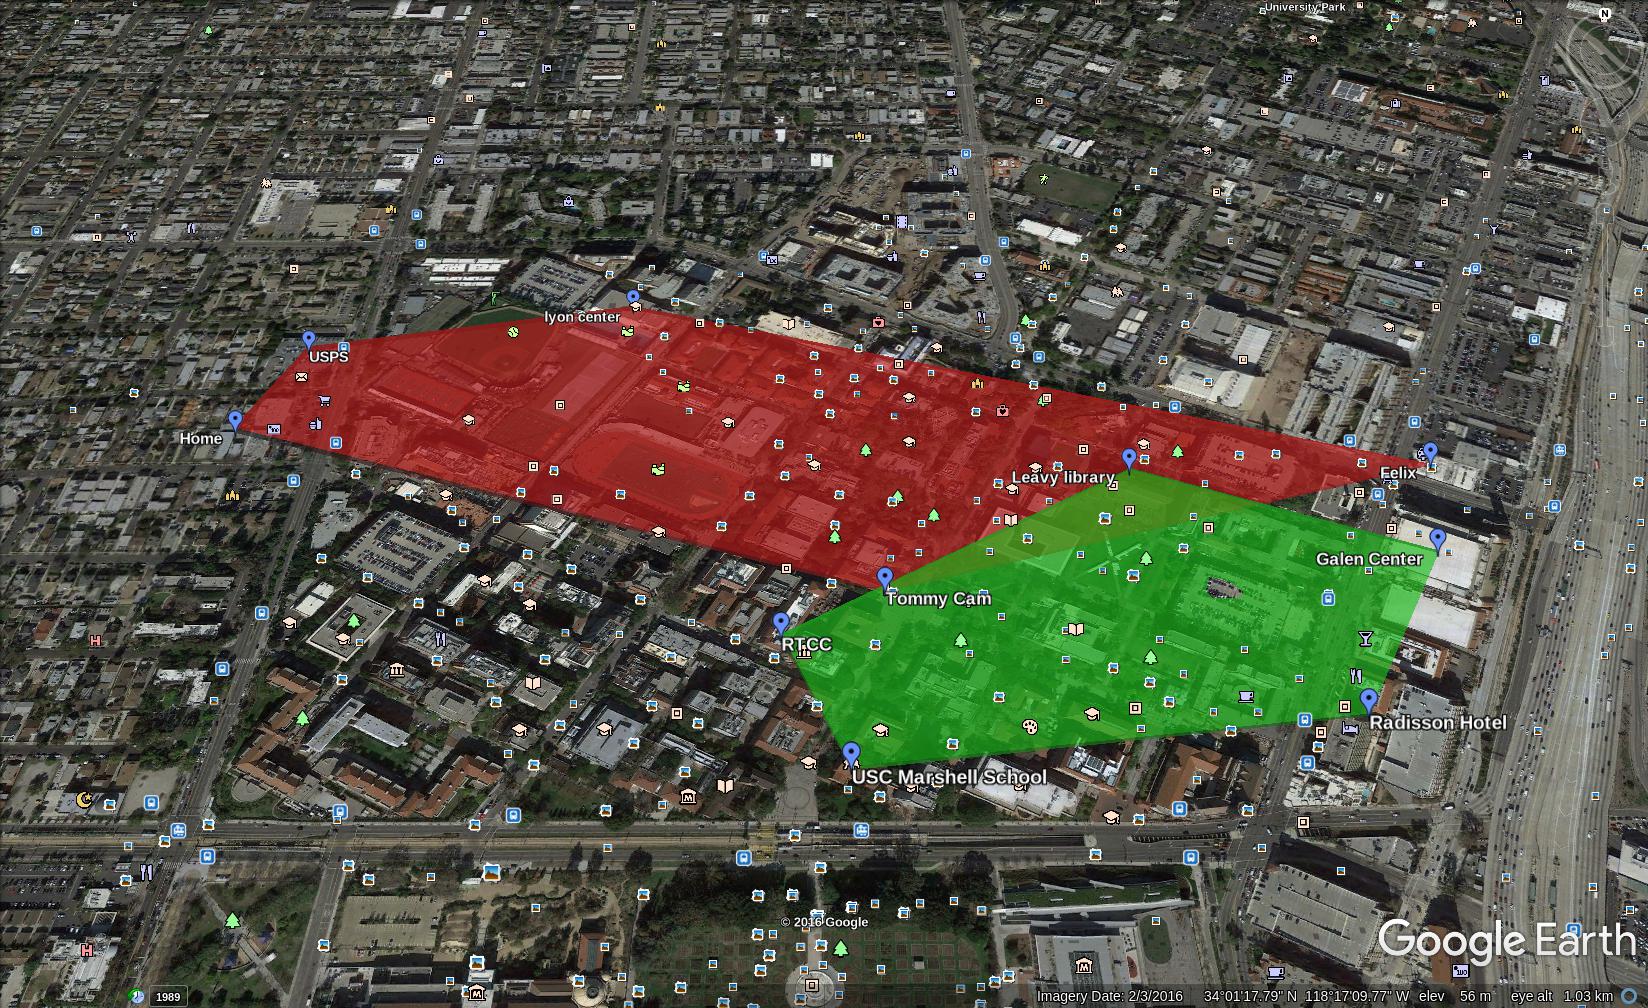 University Park
N
lyon center
USPS
Home
Leavy library
Felix
Galen Center
Tommy Cam
RTCC
Radisson Hotel
USC Marshell School
© 2016 Google
Google Earth
1989
Imagery Date: 2/3/2016 34°01'17.79" N 118°17'09.77" W elev 56 m eye alt 1.03 km